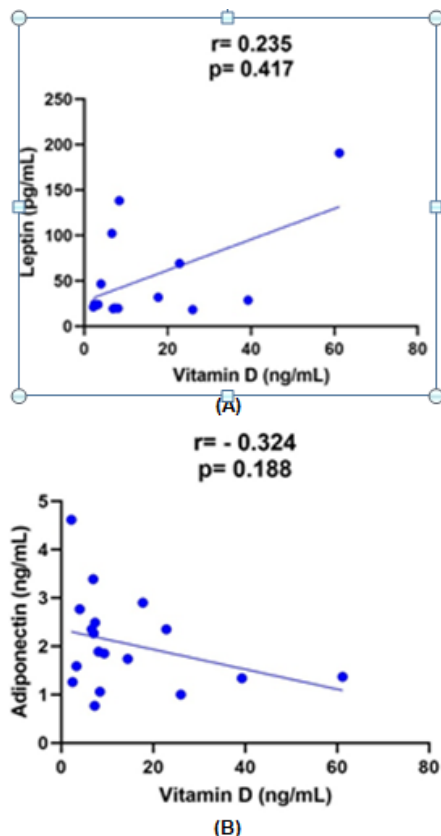 r= 0.235
p= 0.417
250
200
150
100
50
0
Leptin (pg/mL)
0 20 40 60 80
Vitamin D (ng/mL)
(A)
r= - 0.324
p= 0.188
5
4
3
2
1
0
Adiponectin (ng/mL)
0 20 40 60 80
Vitamin D (ng/mL)
(B)